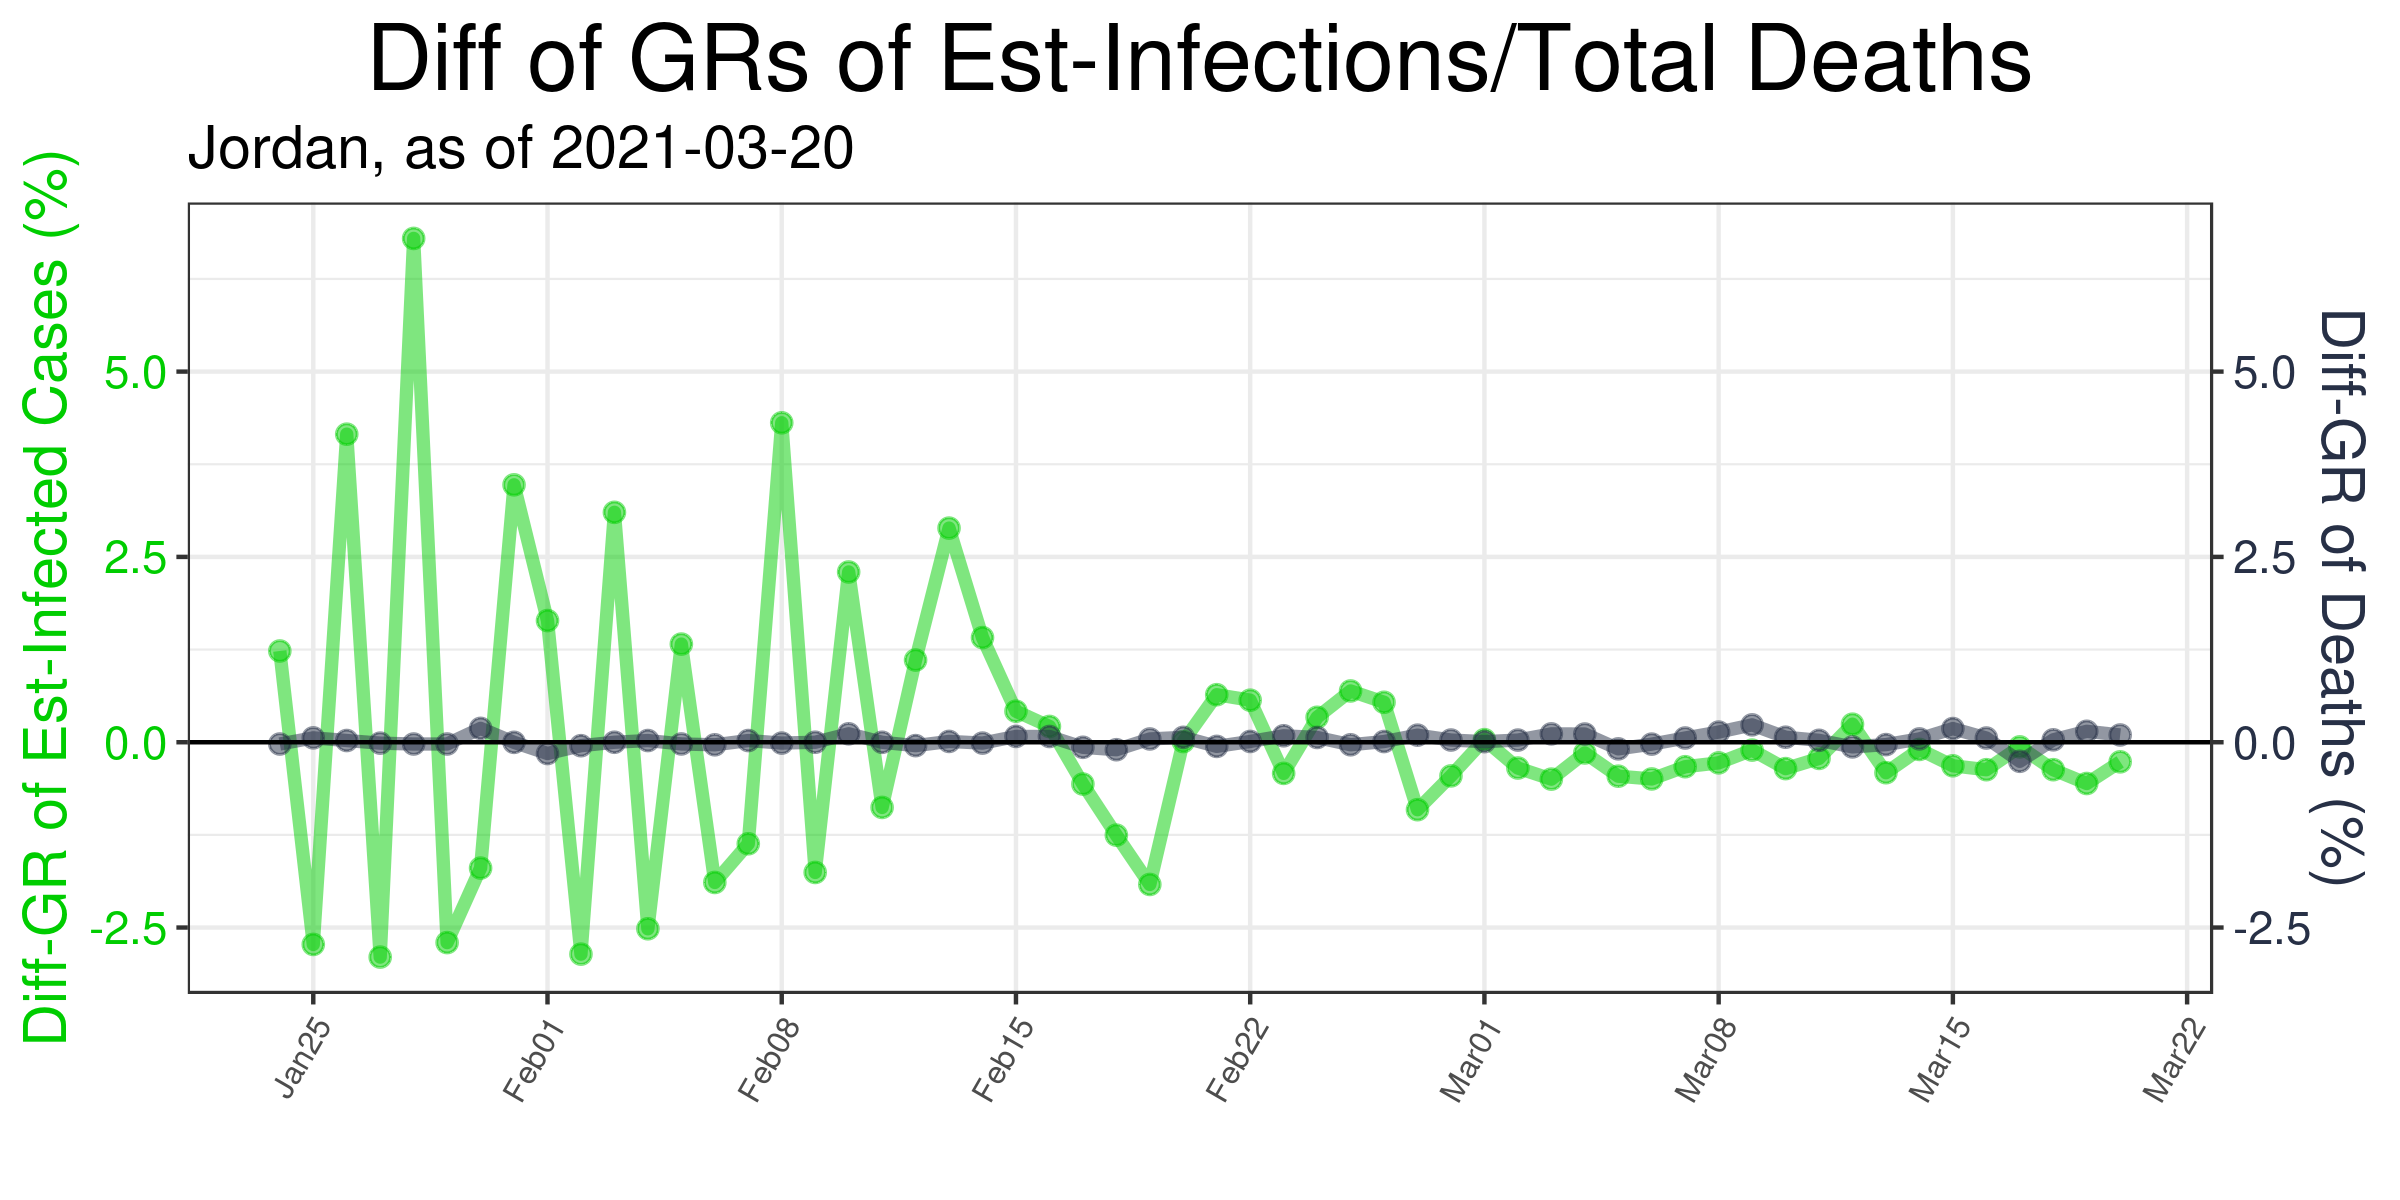 Diff of GRs of Est-Infections/Total Deaths
Jordan, as of 2021-03-20
Diff-GR of Est-Infected Cases (%)
5.0
2.5
0.0
-2.5
5.0
2.5
0.0
-2.5
Diff-GR of Deaths (%)
Jan25
Feb01
Feb08
Feb15
Feb22
Mar01
Mar08
Mar15
Mar22